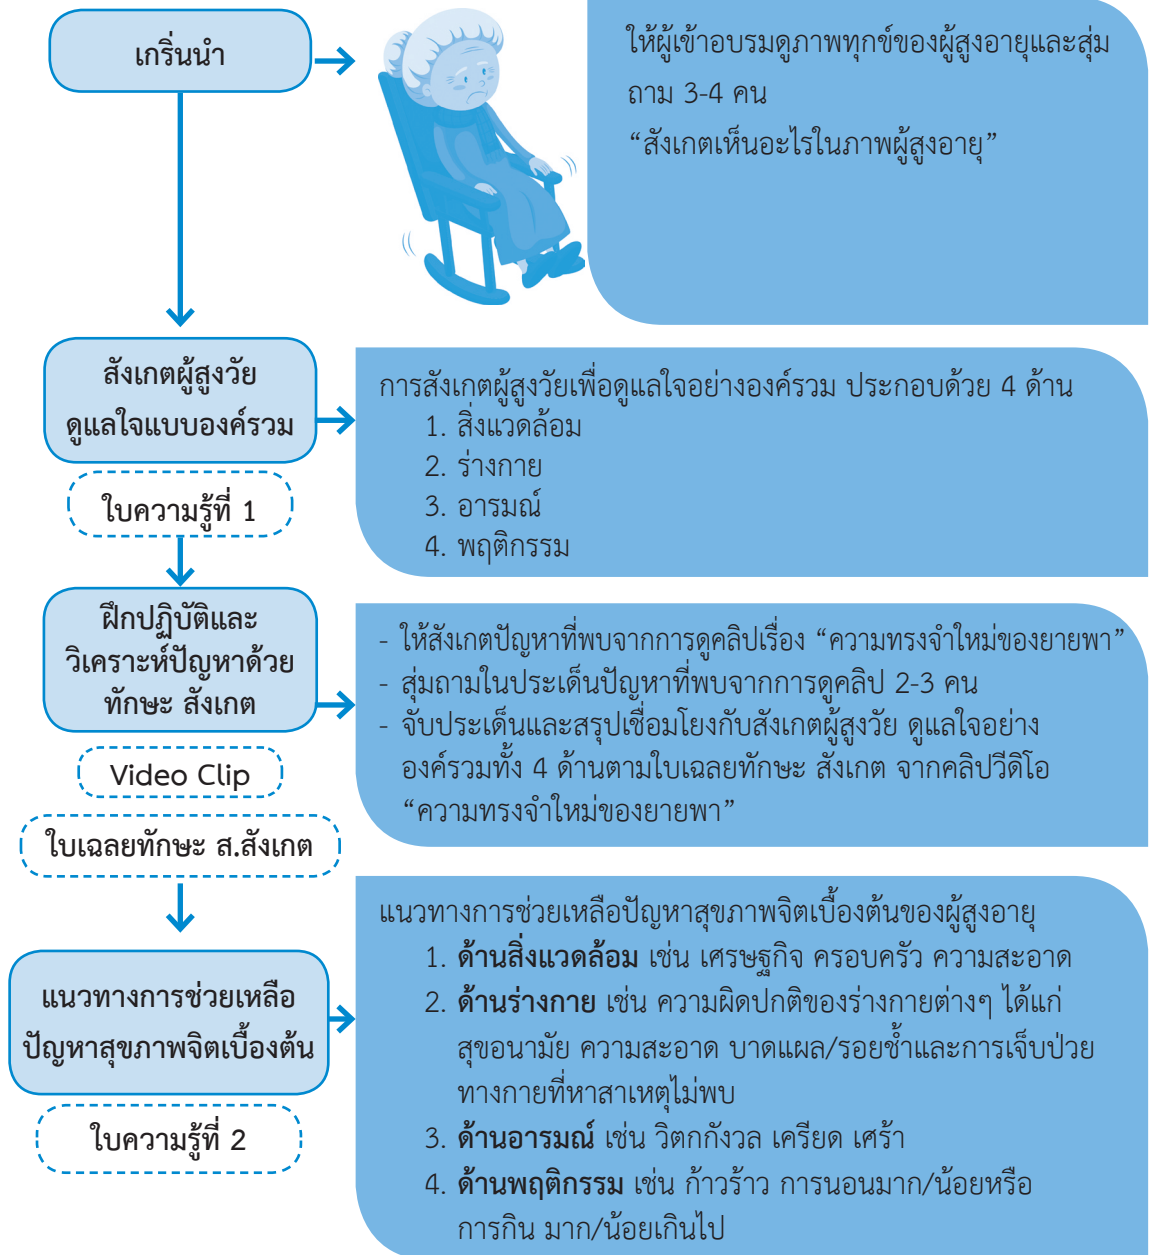 เกริ่นนำ
ให้ผู้เข้าอบรมดูภาพทุกข์ของผู้สูงอายุและสุ่ม
ถาม 3-4 คน
“สังเกตเห็นอะไรในภาพผู้สูงอายุ”
สังเกตผู้สูงวัย
ดูแลใจแบบองค์รวม
ใบความรู้ที่ 1
การสังเกตผู้สูงวัยเพื่อดูแลใจอย่างองค์รวม ประกอบด้วย 4 ด้าน
1. สิ่งแวดล้อม
2. ร่างกาย
3. อารมณ์
4. พฤติกรรม
ฝึกปฏิบัติและ
วิเคราะห์ปัญหาด้วย
ทักษะ สังเกต
Video Clip
ใบเฉลยทักษะ ส.สังเกต
- ให้สังเกตปัญหาที่พบจากการดูคลิปเรื่อง “ความทรงจำใหม่ของยายพา”
- สุ่มถามในประเด็นปัญหาที่พบจากการดูคลิป 2-3 คน
- จับประเด็นและสรุปเชื่อมโยงกับสังเกตผู้สูงวัย ดูแลใจอย่าง
องค์รวมทั้ง 4 ด้านตามใบเฉลยทักษะ สังเกต จากคลิปวีดิโอ
“ความทรงจำใหม่ของยายพา”
แนวทางการช่วยเหลือ
ปัญหาสุขภาพจิตเบื้องต้น
ใบความรู้ที่ 2
แนวทางการช่วยเหลือปัญหาสุขภาพจิตเบื้องต้นของผู้สูงอายุ
1. ด้านสิ่งแวดล้อม เช่น เศรษฐกิจ ครอบครัว ความสะอาด
2. ด้านร่างกาย เช่น ความผิดปกติของร่างกายต่างๆ ได้แก่
สุขอนามัย ความสะอาด บาดแผล/รอยช้ำและการเจ็บป่วย
ทางกายที่หาสาเหตุไม่พบ
3. ด้านอารมณ์ เช่น วิตกกังวล เครียด เศร้า
4. ด้านพฤติกรรม เช่น ก้าวร้าว การนอนมาก/น้อยหรือ
การกิน มาก/น้อยเกินไป